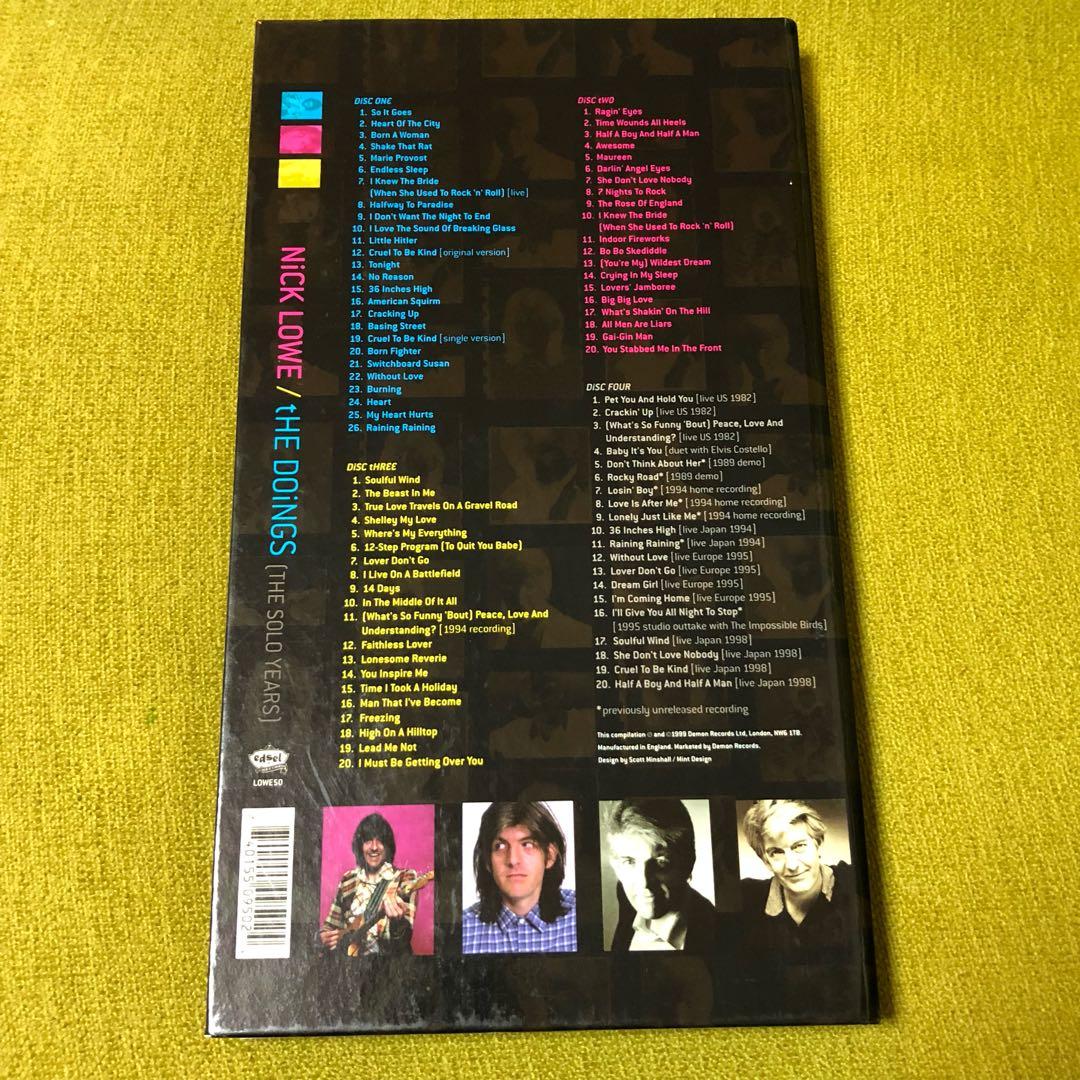 NiCK LOWE / tHE DOiNGS (THE SOLO YEARS)
edsel
LOWE50
DiSC ONE
1. So It Goes
2. Heart Of The City
3. Born A Woman
4. Shake That Rat
5. Marie Provost
6. Endless Sleep
7. I Knew The Bride
(When She Used To Rock 'n' Roll) [live]
8. Halfway To Paradise
9. I Don't Want The Night To End
10. I Love The Sound Of Breaking Glass
11. Little Hitler
12. Cruel To Be Kind [original version]
13. Tonight
14. No Reason
15. 36 Inches High
16. American Squirm
17. Cracking Up
18. Basing Street
19. Cruel To Be Kind [single version]
20. Born Fighter
21. Switchboard Susan
22. Without Love
23. Burning
24. Heart
25. My Heart Hurts
26. Raining Raining
DiSC tWO
1. Ragin' Eyes
2. Time Wounds All Heels
3. Half A Boy And Half A Man
4. Awesome
5. Maureen
6. Darlin' Angel Eyes
7. She Don't Love Nobody
8. 7 Nights To Rock
9. The Rose Of England
10. I Knew The Bride
(When She Used To Rock 'n' Roll)
11. Indoor Fireworks
12. Bo Bo Skediddle
13. (You're My) Wildest Dream
14. Crying In My Sleep
15. Lovers' Jamboree
16. Big Big Love
17. What's Shakin' On The Hill
18. All Men Are Liars
19. Gai-Gin Man
20. You Stabbed Me In The Front
DiSC tHREE
1. Soulful Wind
2. The Beast In Me
3. True Love Travels On A Gravel Road
4. Shelley My Love
5. Where's My Everything
6. 12-Step Program (To Quit You Babe)
7. Lover Don't Go
8. I Live On A Battlefield
9. 14 Days
10. In The Middle Of It All
11. (What's So Funny 'Bout) Peace, Love And
Understanding? [1994 recording]
12. Faithless Lover
13. Lonesome Reverie
14. You Inspire Me
15. Time I Took A Holiday
16. Man That I've Become
17. Freezing
18. High On A Hilltop
19. Lead Me Not
20. I Must Be Getting Over You
DiSC FOUR
1. Pet You And Hold You [live US 1982]
2. Crackin' Up [live US 1982]
3. (What's So Funny 'Bout) Peace, Love And
Understanding? [live US 1982]
4. Baby It's You [duet with Elvis Costello]
5. Don't Think About Her* [1989 demo]
6. Rocky Road* [1989 demo]
7. Losin' Boy* [1994 home recording]
8. Love Is After Me* [1994 home recording]
9. Lonely Just Like Me* [1994 home recording]
10. 36 Inches High [live Japan 1994]
11. Raining Raining* [live Japan 1994]
12. Without Love [live Europe 1995]
13. Lover Don't Go [live Europe 1995]
14. Dream Girl [live Europe 1995]
15. I'm Coming Home [live Europe 1995]
16. I'll Give You All Night To Stop*
[1995 studio outtake with The Impossible Birds]
17. Soulful Wind [live Japan 1998]
18. She Don't Love Nobody [live Japan 1998]
19. Cruel To Be Kind [live Japan 1998]
20. Half A Boy And Half A Man [live Japan 1998]
*previously unreleased recording
This compilation ℗ and ©1999 Demon Records Ltd, London, NW6 1TB.
Manufactured in England. Marketed by Demon Records.
Design by Scott Minshall / Mint Design